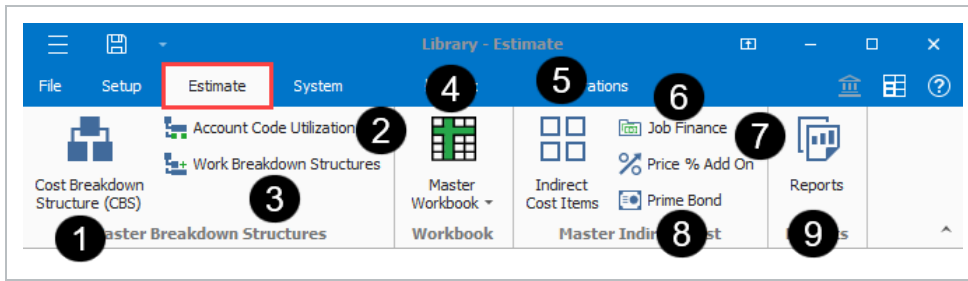 Library - Estimate
File Setup Estimate System ations
4 5 6
Account Code Utilization 2 Job Finance 7
Work Breakdown Structures Price % Add On
Cost Breakdown
Structure (CBS)
3
Master
Workbook
Indirect
Cost Items
Prime Bond
Reports
1 aster Breakdown Structures Workbook Master Indir 8 st 9 s